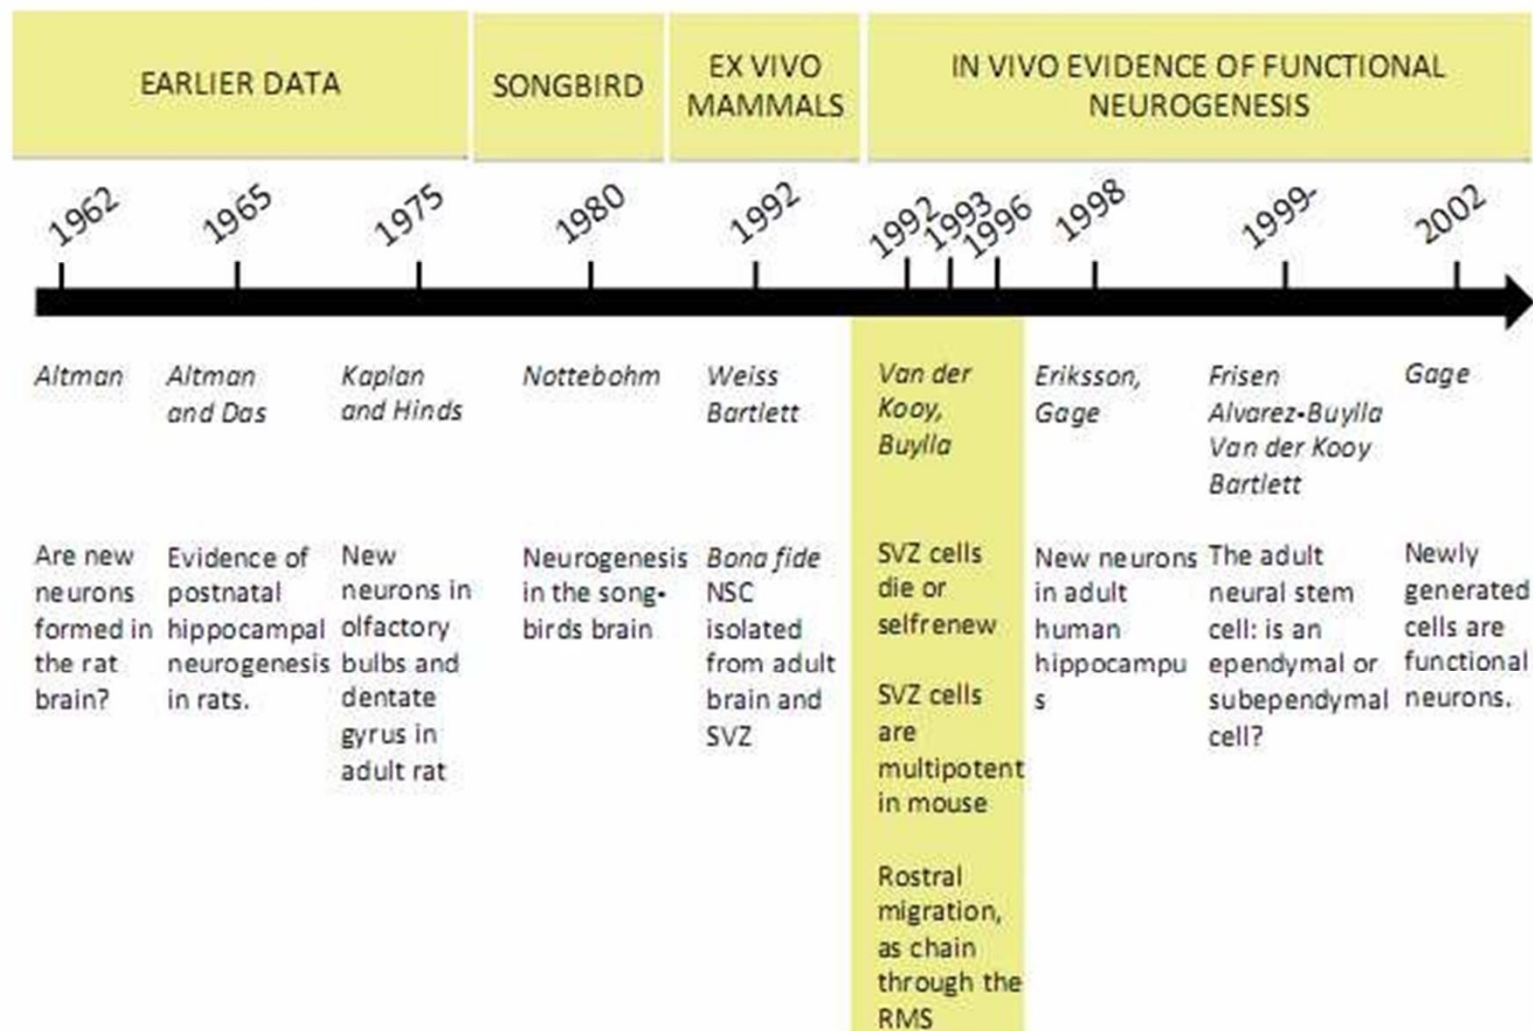 EARLIER DATA
SONGBIRD
EX VIVO
MAMMALS
IN VIVO EVIDENCE OF FUNCTIONAL
NEUROGENESIS
1962
1965
1975
1980
1992
1992
1993
1996
1998
1999-
2002
Altman
Altman
and Das
Kaplan
and Hinds
Nottebohm
Weiss
Bartlett
Van der
Kooy,
Buylla
Eriksson,
Gage
Frisen
Alvarez-Buylla
Van der Kooy
Bartlett
Gage
Are new
neurons
formed in
the rat
brain?
Evidence of
postnatal
hippocampal
neurogenesis
in rats.
New
neurons in
olfactory
bulbs and
dentate
gyrus in
adult rat
Neurogenesis
in the song-
birds brain
Bona fide
NSC
isolated
from adult
brain and
SVZ
SVZ cells
die or
selfrenew
SVZ cells
are
multipotent
in mouse
Rostral
migration,
as chain
through the
RMS
New neurons
in adult
human
hippocampu
s
The adult
neural stem
cell: is an
ependymal or
subependymal
cell?
Newly
generated
cells are
functional
neurons.